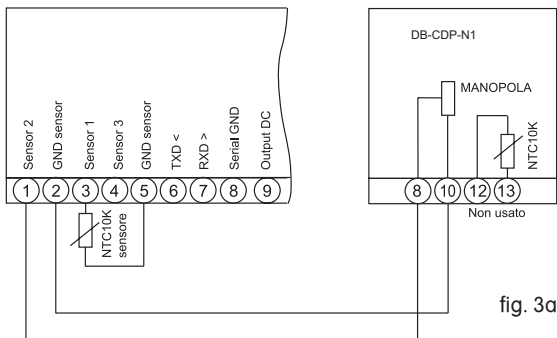 Sensor 2
GND sensor
Sensor 1
Sensor 3
GND sensor
TXD <
RXD >
Serial GND
Output DC
1
2
3
4
5
6
7
8
9
NTC10K
sensore
DB-CDP-N1
MANOPOLA
NTC10K
8
10
12
13
Non usato
fig. 3a